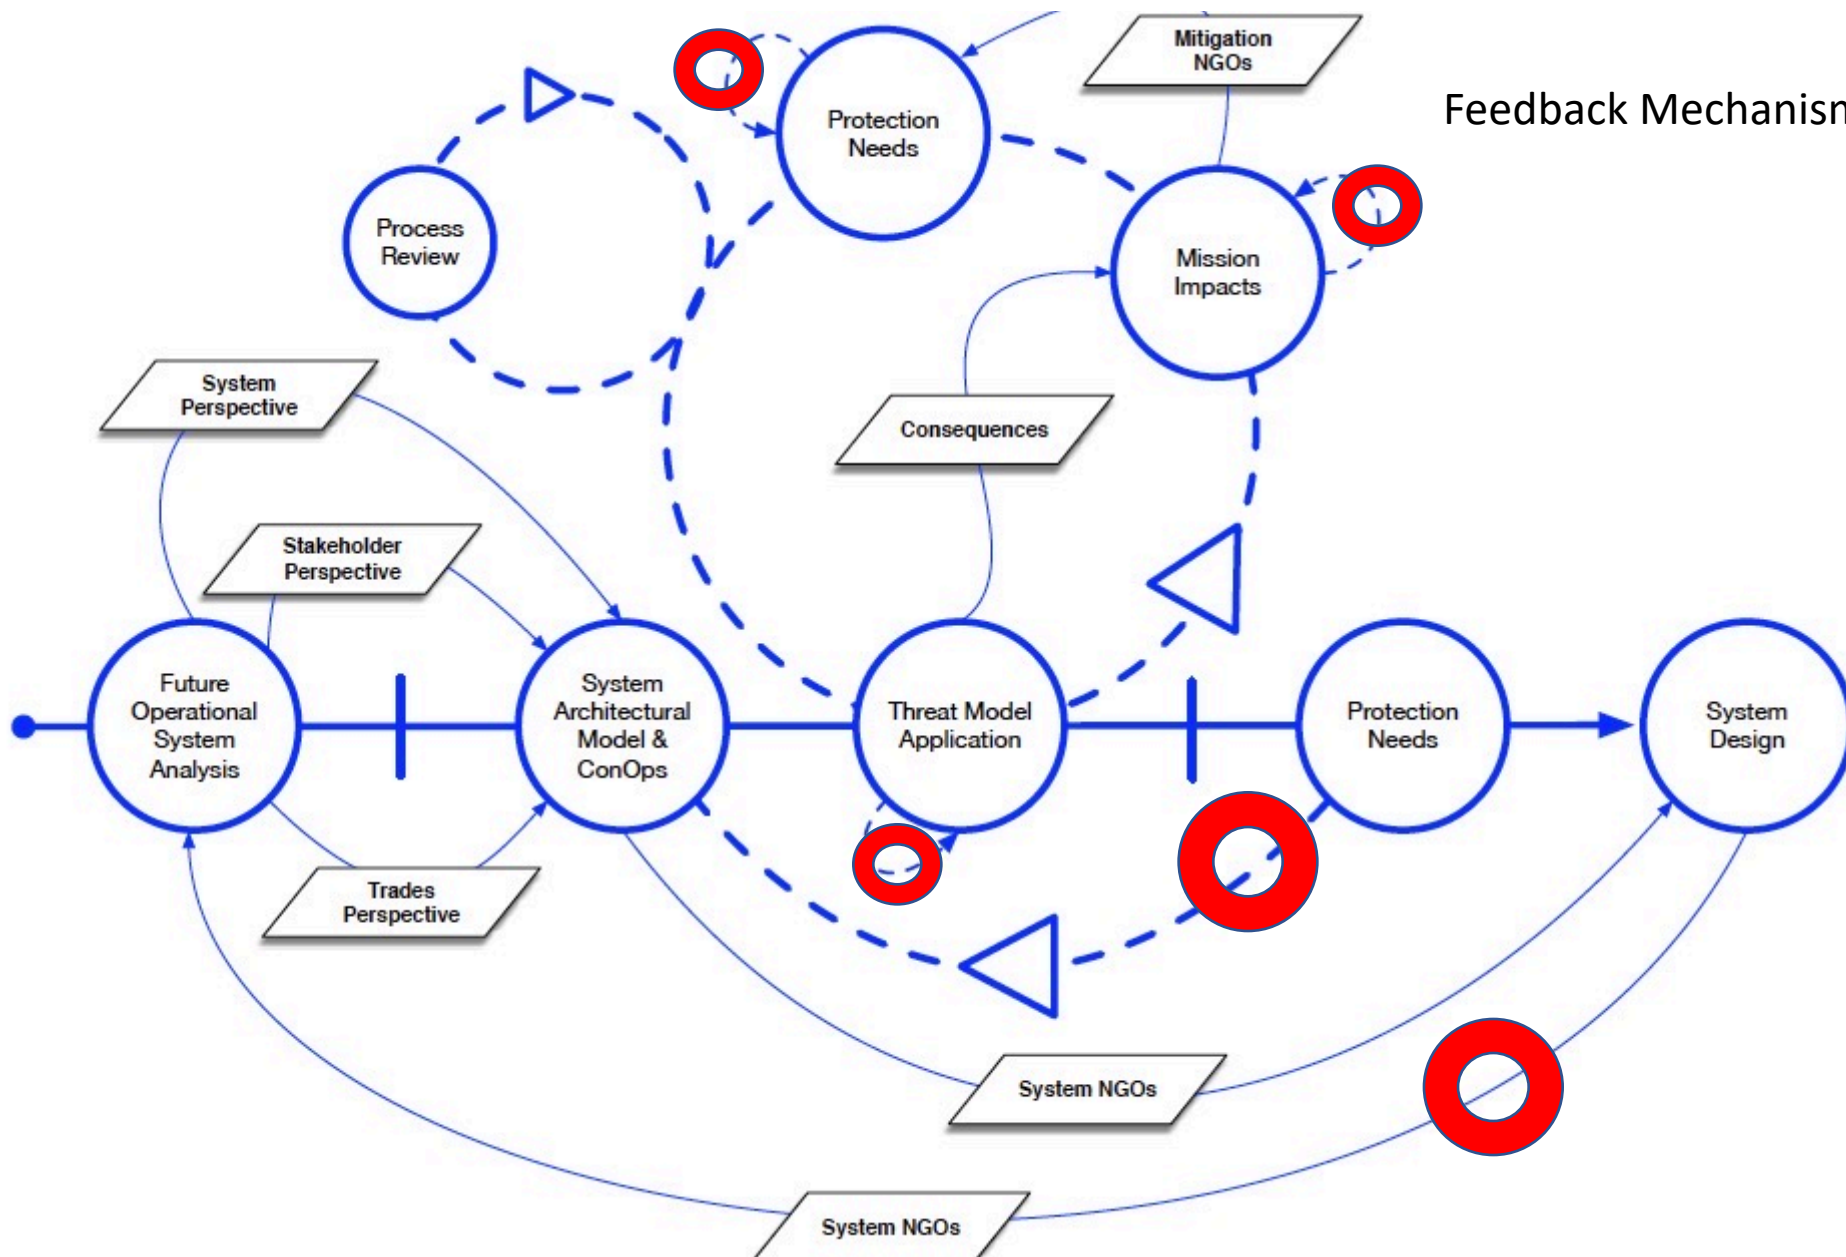 Mitigation
NGOs
Feedback Mechanism
Protection
Needs
Process
Review
Mission
Impacts
System
Perspective
Consequences
Stakeholder
Perspective
Future
Operational
System
Analysis
System
Architectural
Model &
ConOps
Threat Model
Application
Protection
Needs
System
Design
Trades
Perspective
System NGOs
System NGOs